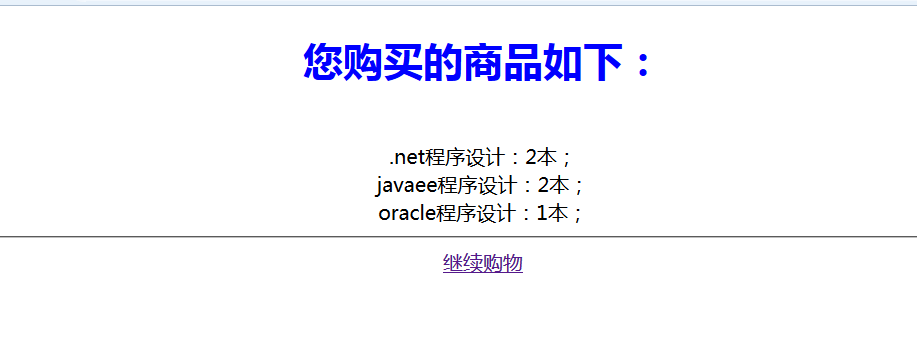 您购买的商品如下：
.net程序设计：2本；
javaee程序设计：2本；
oracle程序设计：1本；
继续购物